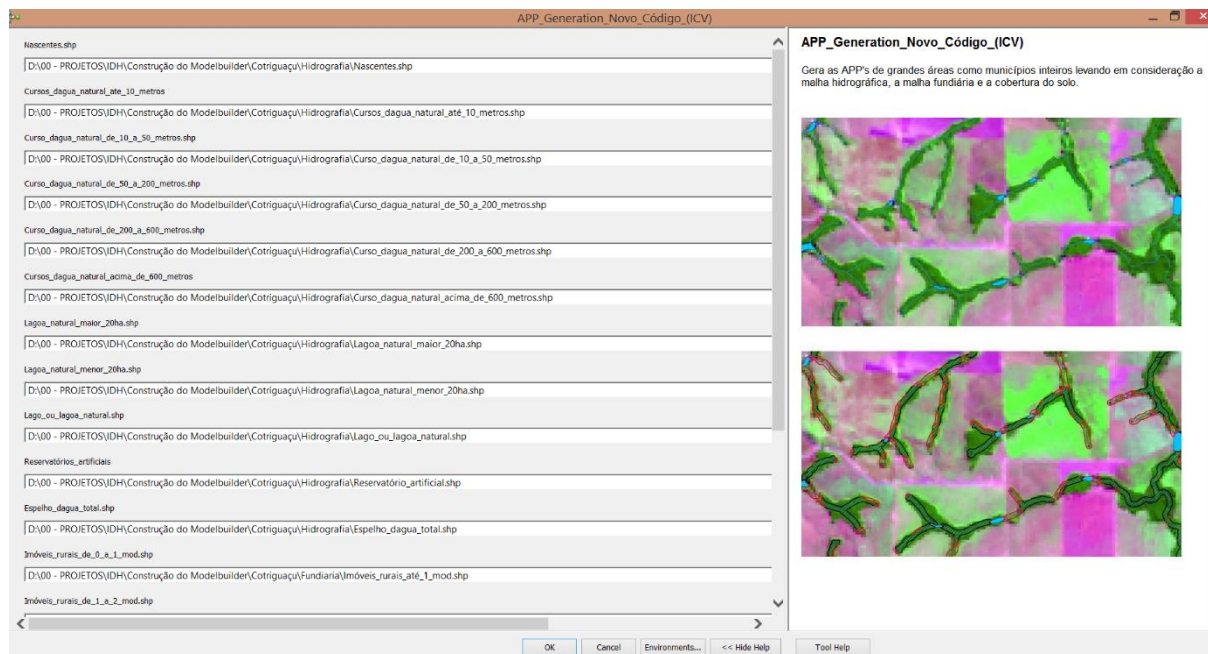 APP_Generation_Novo_Código_(ICV)
Nascentes.shp
D:\00 - PROJETOS\IDH\Construção do Modelbuilder\Cotriguaçu\Hidrografia\Nascentes.shp
Cursos_dagua_natural_ate_10_metros
D:\00 - PROJETOS\IDH\Construção do Modelbuilder\Cotriguaçu\Hidrografia\Cursos_dagua_natural_até_10_metros.shp
Curso_dagua_natural_de_10_a_50_metros.shp
D:\00 - PROJETOS\IDH\Construção do Modelbuilder\Cotriguaçu\Hidrografia\Curso_dagua_natural_de_10_a_50_metros.shp
Curso_dagua_natural_de_50_a_200_metros.shp
D:\00 - PROJETOS\IDH\Construção do Modelbuilder\Cotriguaçu\Hidrografia\Curso_dagua_natural_de_50_a_200_metros.shp
Curso_dagua_natural_de_200_a_600_metros.shp
D:\00 - PROJETOS\IDH\Construção do Modelbuilder\Cotriguaçu\Hidrografia\Curso_dagua_natural_de_200_a_600_metros.shp
Cursos_dagua_natural_acima_de_600_metros
D:\00 - PROJETOS\IDH\Construção do Modelbuilder\Cotriguaçu\Hidrografia\Curso_dagua_natural_acima_de_600_metros.shp
Lagoa_natural_maior_20ha.shp
D:\00 - PROJETOS\IDH\Construção do Modelbuilder\Cotriguaçu\Hidrografia\Lagoa_natural_maior_20ha.shp
Lagoa_natural_menor_20ha.shp
D:\00 - PROJETOS\IDH\Construção do Modelbuilder\Cotriguaçu\Hidrografia\Lagoa_natural_menor_20ha.shp
Lago_ou_lagoa_natural.shp
D:\00 - PROJETOS\IDH\Construção do Modelbuilder\Cotriguaçu\Hidrografia\Lago_ou_lagoa_natural.shp
Reservatórios_artificiais
D:\00 - PROJETOS\IDH\Construção do Modelbuilder\Cotriguaçu\Hidrografia\Reservatório_artificial.shp
Espelho_dagua_total.shp
D:\00 - PROJETOS\IDH\Construção do Modelbuilder\Cotriguaçu\Hidrografia\Espelho_dagua_total.shp
Imóveis_rurais_de_0_a_1_mod.shp
D:\00 - PROJETOS\IDH\Construção do Modelbuilder\Cotriguaçu\Fundiaria\Imóveis_rurais_até_1_mod.shp
Imóveis_rurais_de_1_a_2_mod.shp
APP_Generation_Novo_Código_(ICV)
Gera as APP's de grandes áreas como municípios inteiros levando em consideração a
malha hidrográfica, a malha fundiária e a cobertura do solo.
OK
Cancel
Environments...
<< Hide Help
Tool Help